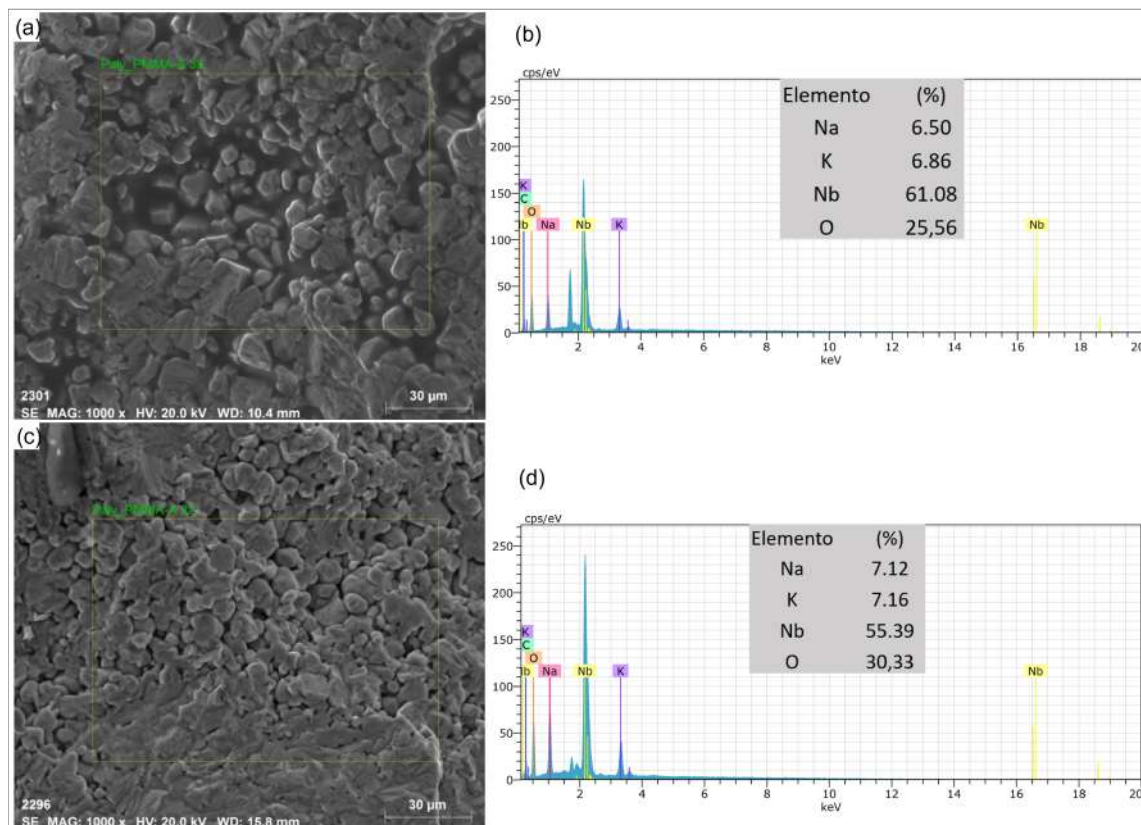 (a)
2301
SE MAG: 1000 x HV: 20.0 kV WD: 10.4 mm
30 µm
(b)
cps/eV
250
200
150
100
50
0
K
C
O
Na
Nb
K
Nb
Elemento (%)
Na 6.50
K 6.86
Nb 61.08
O 25,56
2 4 6 8 10 12 14 16 18 20
keV
(c)
2296
SE MAG: 1000 x HV: 20.0 kV WD: 15.8 mm
30 µm
(d)
cps/eV
250
200
150
100
50
0
K
C
O
Na
Nb
K
Nb
Elemento (%)
Na 7.12
K 7.16
Nb 55.39
O 30,33
2 4 6 8 10 12 14 16 18 20
keV